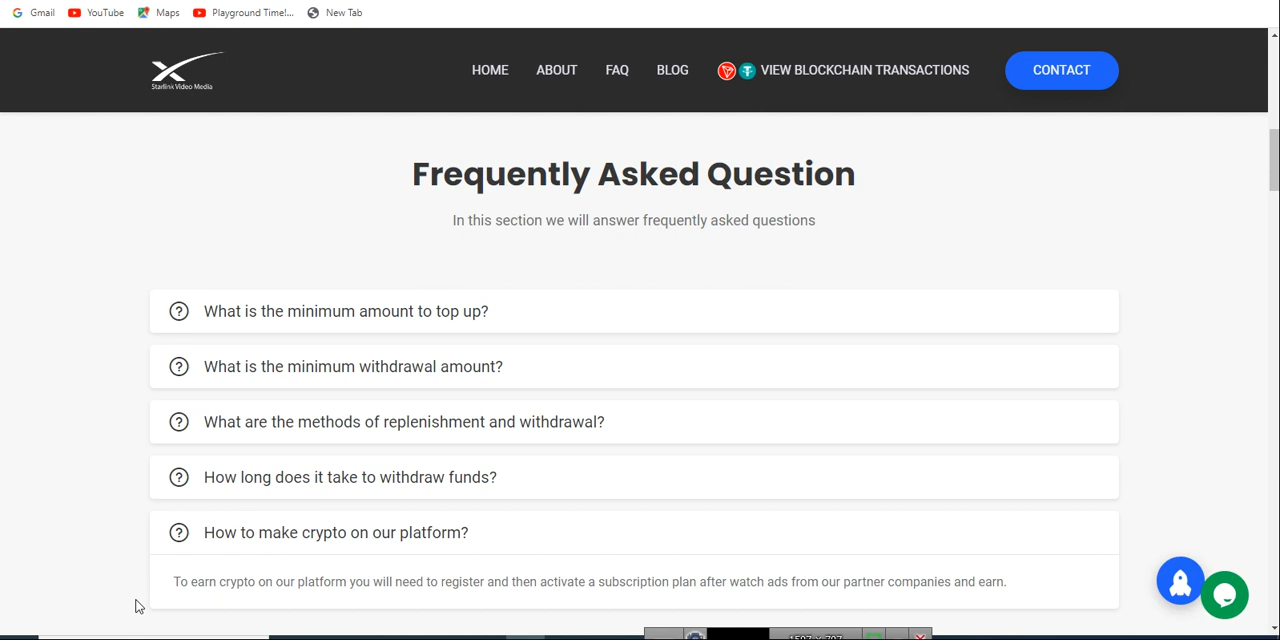 Gmail YouTube Maps Playground Time!... New Tab
Starlink Video Media
HOME ABOUT FAQ BLOG VIEW BLOCKCHAIN TRANSACTIONS CONTACT
Frequently Asked Question
In this section we will answer frequently asked questions
What is the minimum amount to top up?
What is the minimum withdrawal amount?
What are the methods of replenishment and withdrawal?
How long does it take to withdraw funds?
How to make crypto on our platform?
To earn crypto on our platform you will need to register and then activate a subscription plan after watch ads from our partner companies and earn.